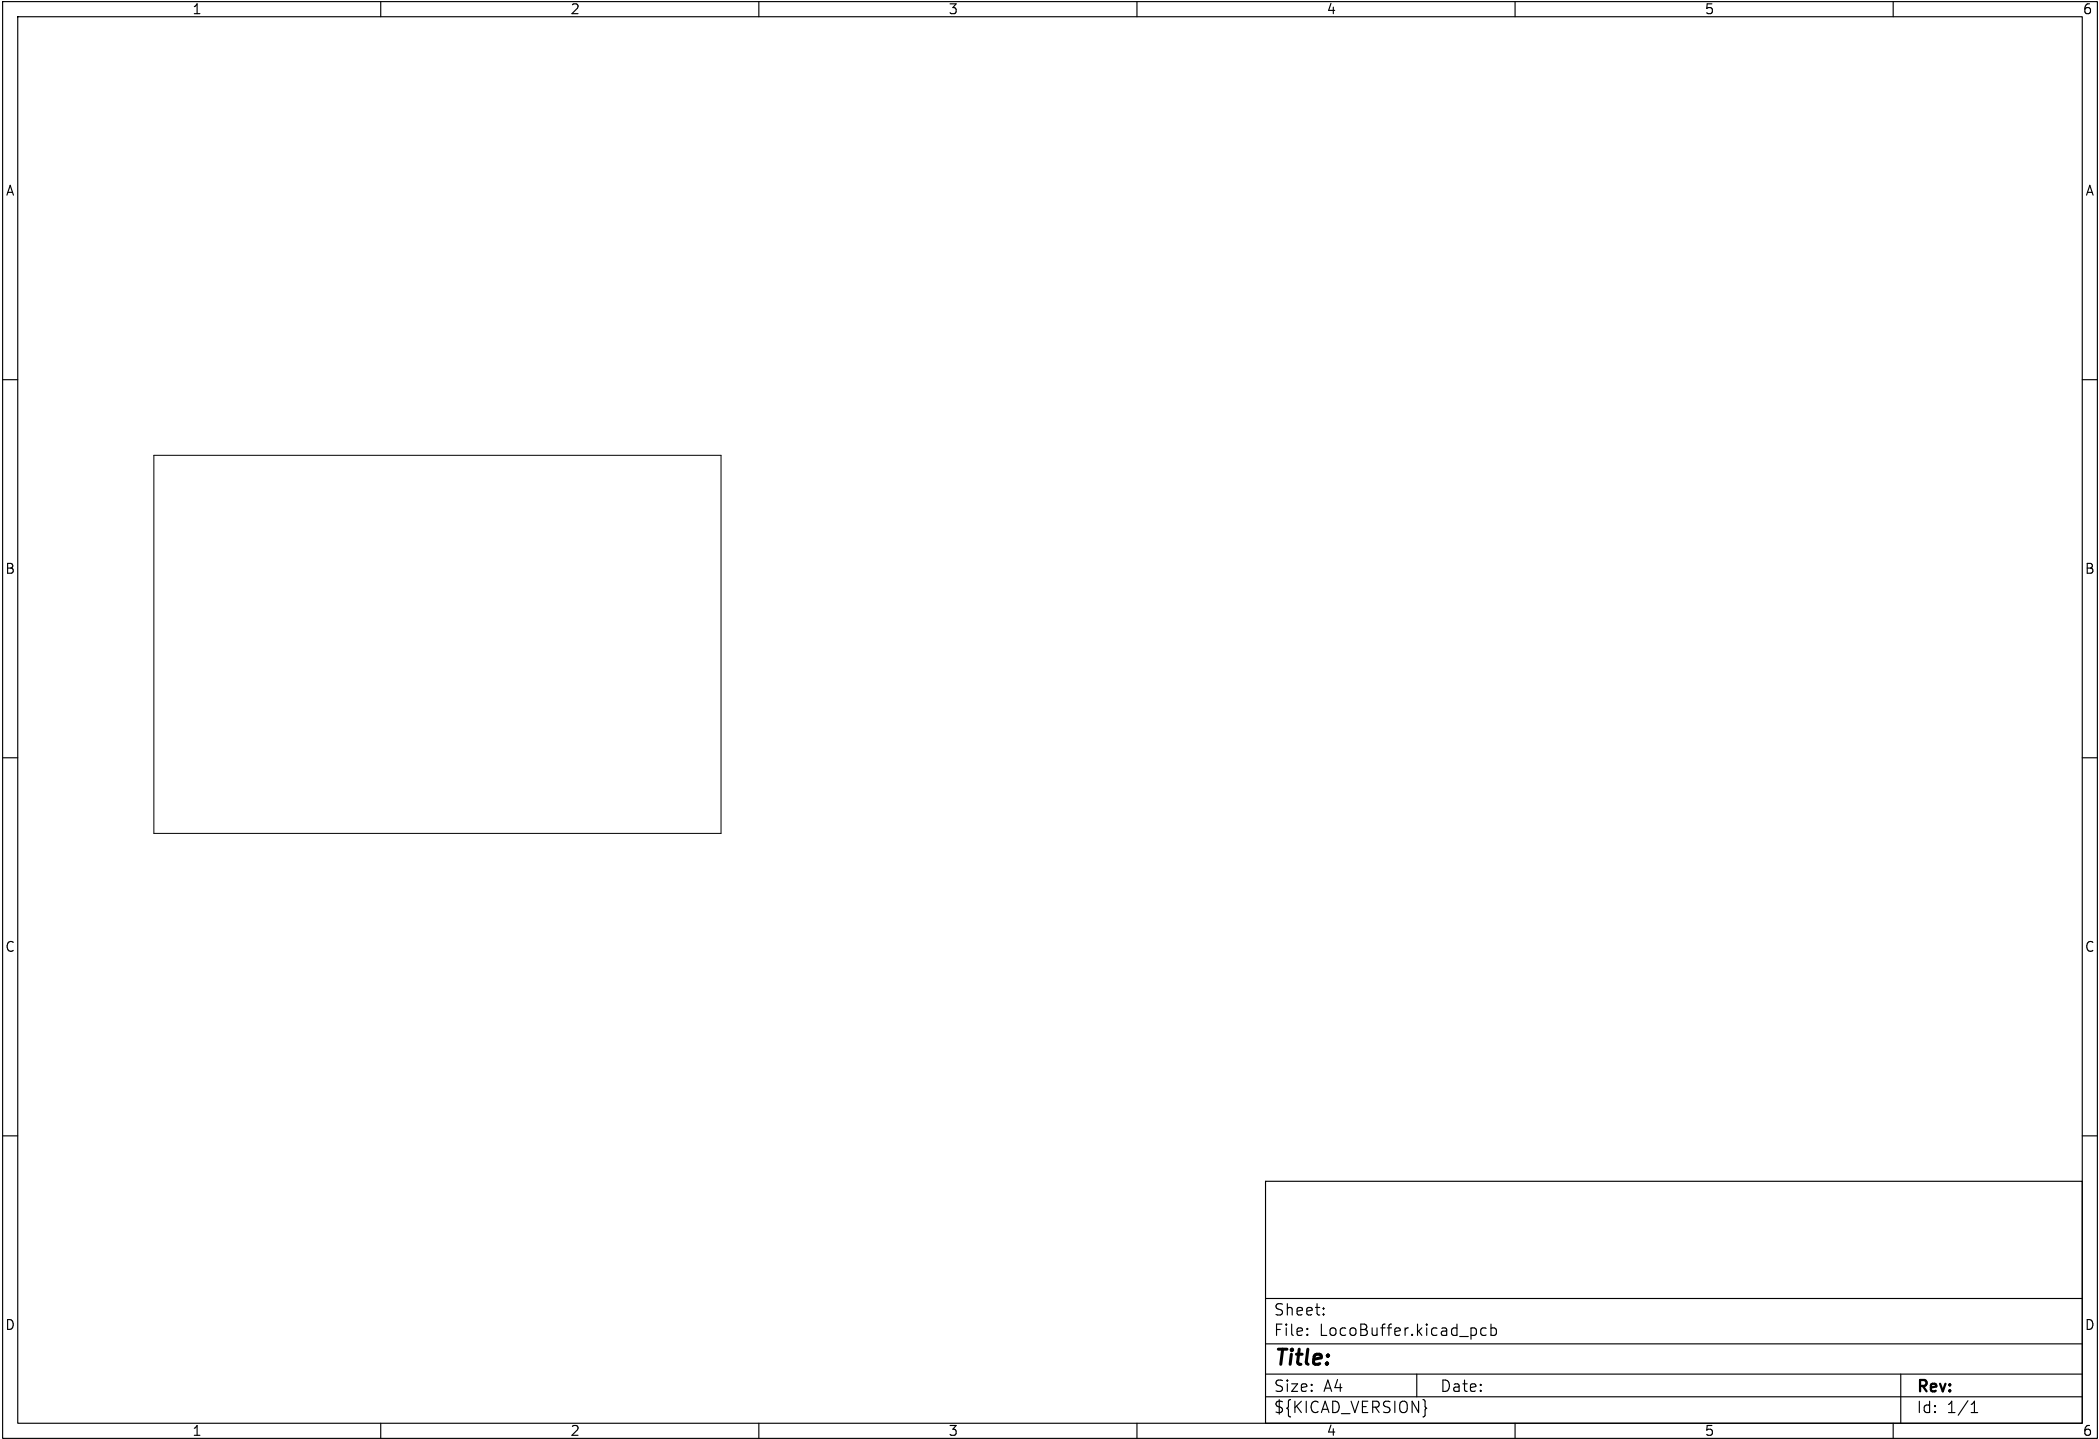 1 2 3 4 5 6
A A
B B
C C
Sheet:
File: LocoBuffer.kicad_pcb
D D
Title:
Size: A4 Date: Rev:
${KICAD_VERSION} Id: 1/1
1 2 3 4 5 6